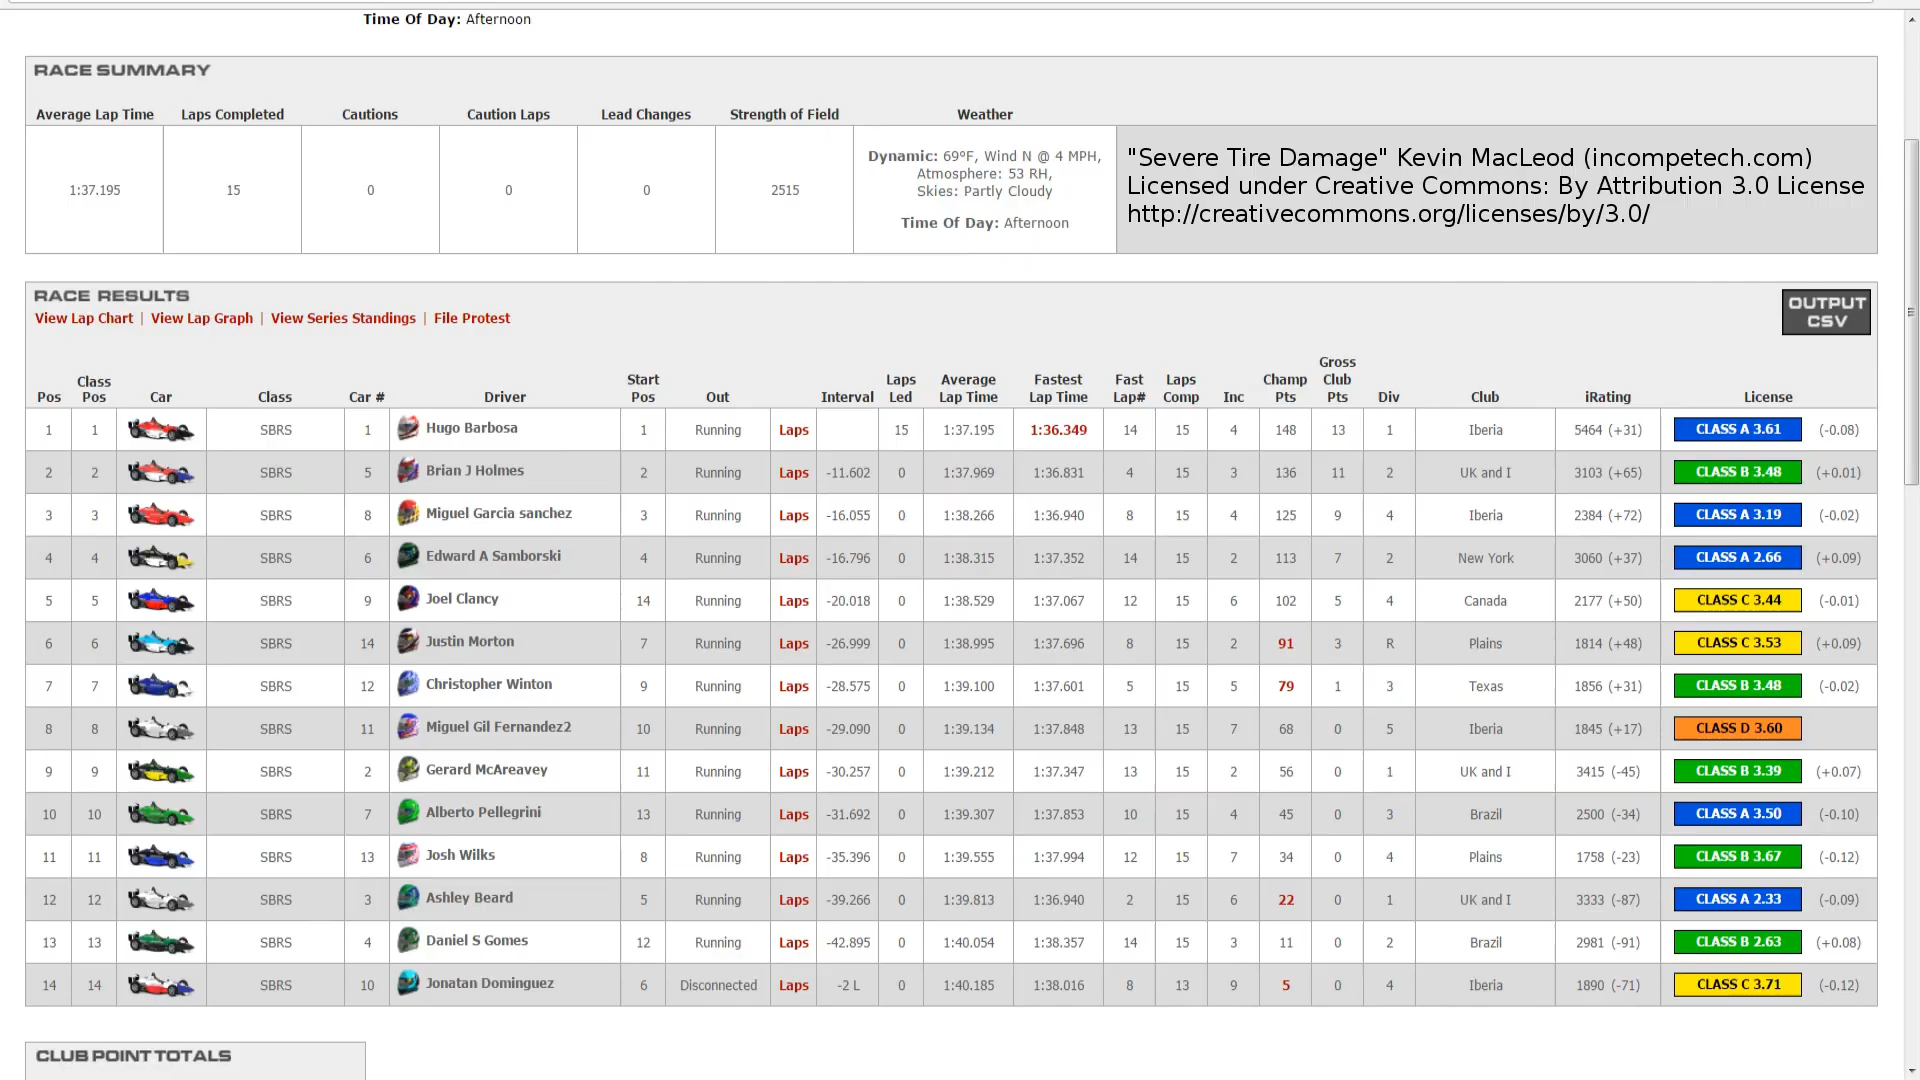 Time Of Day: Afternoon
RACE SUMMARY
Average Lap Time Laps Completed Cautions Caution Laps Lead Changes Strength of Field Weather
1:37.195 15 0 0 0 2515
Dynamic: 69°F, Wind N @ 4 MPH,
Atmosphere: 53 RH,
Skies: Partly Cloudy
Time Of Day: Afternoon
"Severe Tire Damage" Kevin MacLeod (incompetech.com)
Licensed under Creative Commons: By Attribution 3.0 License
http://creativecommons.org/licenses/by/3.0/
RACE RESULTS
View Lap Chart | View Lap Graph | View Series Standings | File Protest
OUTPUT
CSV
Pos Class Pos Car Class Car # Driver Start Pos Out Interval Laps Led Average Lap Time Fastest Lap Time Fast Lap# Laps Comp Inc Champ Pts Gross Club Pts Div Club iRating License
1 1 SBRS 1 Hugo Barbosa 1 Running Laps 15 1:37.195 1:36.349 14 15 4 148 13 1 Iberia 5464 (+31) CLASS A 3.61 (-0.08)
2 2 SBRS 5 Brian J Holmes 2 Running Laps -11.602 0 1:37.969 1:36.831 4 15 3 136 11 2 UK and I 3103 (+65) CLASS B 3.48 (+0.01)
3 3 SBRS 8 Miguel Garcia sanchez 3 Running Laps -16.055 0 1:38.266 1:36.940 8 15 4 125 9 4 Iberia 2384 (+72) CLASS A 3.19 (-0.02)
4 4 SBRS 6 Edward A Samborski 4 Running Laps -16.796 0 1:38.315 1:37.352 14 15 2 113 7 2 New York 3060 (+37) CLASS A 2.66 (+0.09)
5 5 SBRS 9 Joel Clancy 14 Running Laps -20.018 0 1:38.529 1:37.067 12 15 6 102 5 4 Canada 2177 (+50) CLASS C 3.44 (-0.01)
6 6 SBRS 14 Justin Morton 7 Running Laps -26.999 0 1:38.995 1:37.696 8 15 2 91 3 R Plains 1814 (+48) CLASS C 3.53 (+0.09)
7 7 SBRS 12 Christopher Winton 9 Running Laps -28.575 0 1:39.100 1:37.601 5 15 5 79 1 3 Texas 1856 (+31) CLASS B 3.48 (-0.02)
8 8 SBRS 11 Miguel Gil Fernandez2 10 Running Laps -29.090 0 1:39.134 1:37.848 13 15 7 68 0 5 Iberia 1845 (+17) CLASS D 3.60
9 9 SBRS 2 Gerard McAreavey 11 Running Laps -30.257 0 1:39.212 1:37.347 13 15 2 56 0 1 UK and I 3415 (-45) CLASS B 3.39 (+0.07)
10 10 SBRS 7 Alberto Pellegrini 13 Running Laps -31.692 0 1:39.307 1:37.853 10 15 4 45 0 3 Brazil 2500 (-34) CLASS A 3.50 (-0.10)
11 11 SBRS 13 Josh Wilks 8 Running Laps -35.396 0 1:39.555 1:37.994 12 15 7 34 0 4 Plains 1758 (-23) CLASS B 3.67 (-0.12)
12 12 SBRS 3 Ashley Beard 5 Running Laps -39.266 0 1:39.813 1:36.940 2 15 6 22 0 1 UK and I 3333 (-87) CLASS A 2.33 (-0.09)
13 13 SBRS 4 Daniel S Gomes 12 Running Laps -42.895 0 1:40.054 1:38.357 14 15 3 11 0 2 Brazil 2981 (-91) CLASS B 2.63 (+0.08)
14 14 SBRS 10 Jonatan Dominguez 6 Disconnected Laps -2 L 0 1:40.185 1:38.016 8 13 9 5 0 4 Iberia 1890 (-71) CLASS C 3.71 (-0.12)
CLUB POINT TOTALS